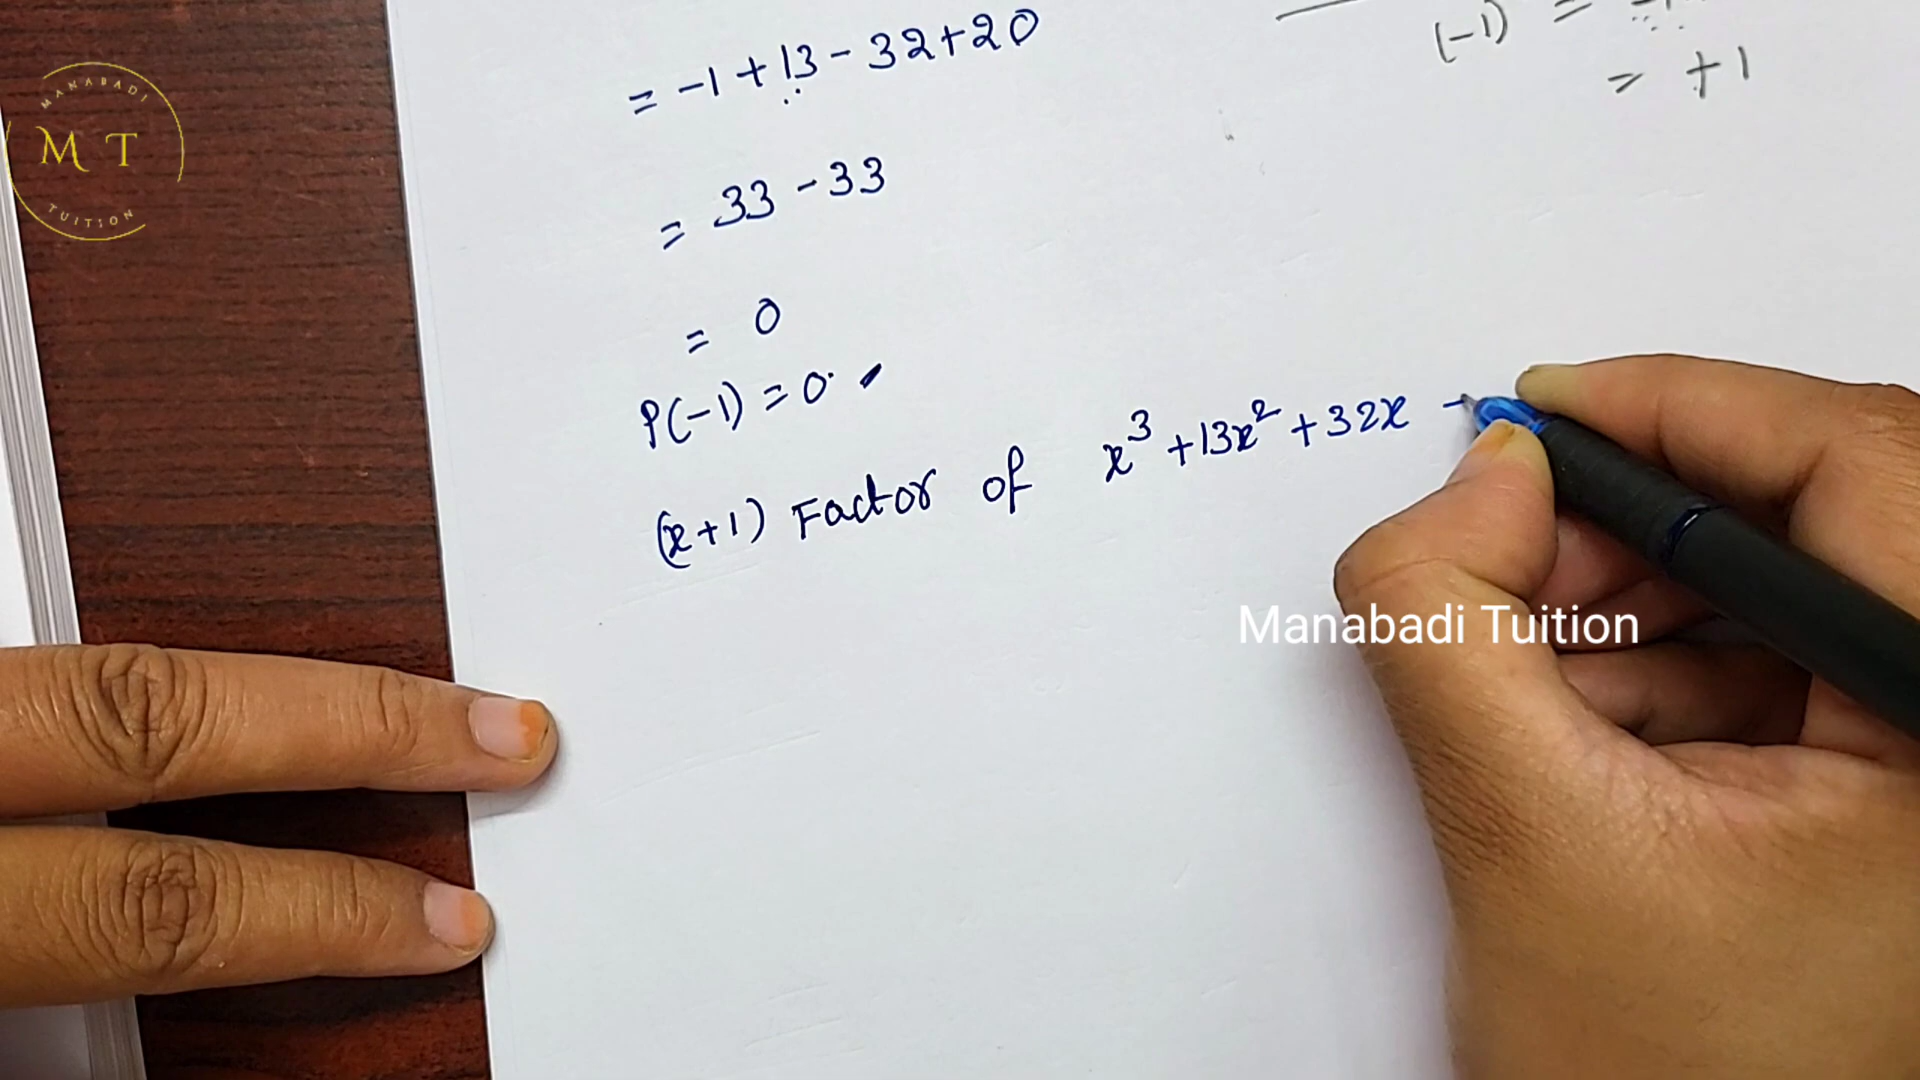 = -1 + 13 - 32 + 20
(-1) =
= +1
MANABADI
M T
TUITION
= 33 - 33
= 0
P(-1) = 0.
(x+1) Factor of x³ + 13x² + 32x
Manabadi Tuition